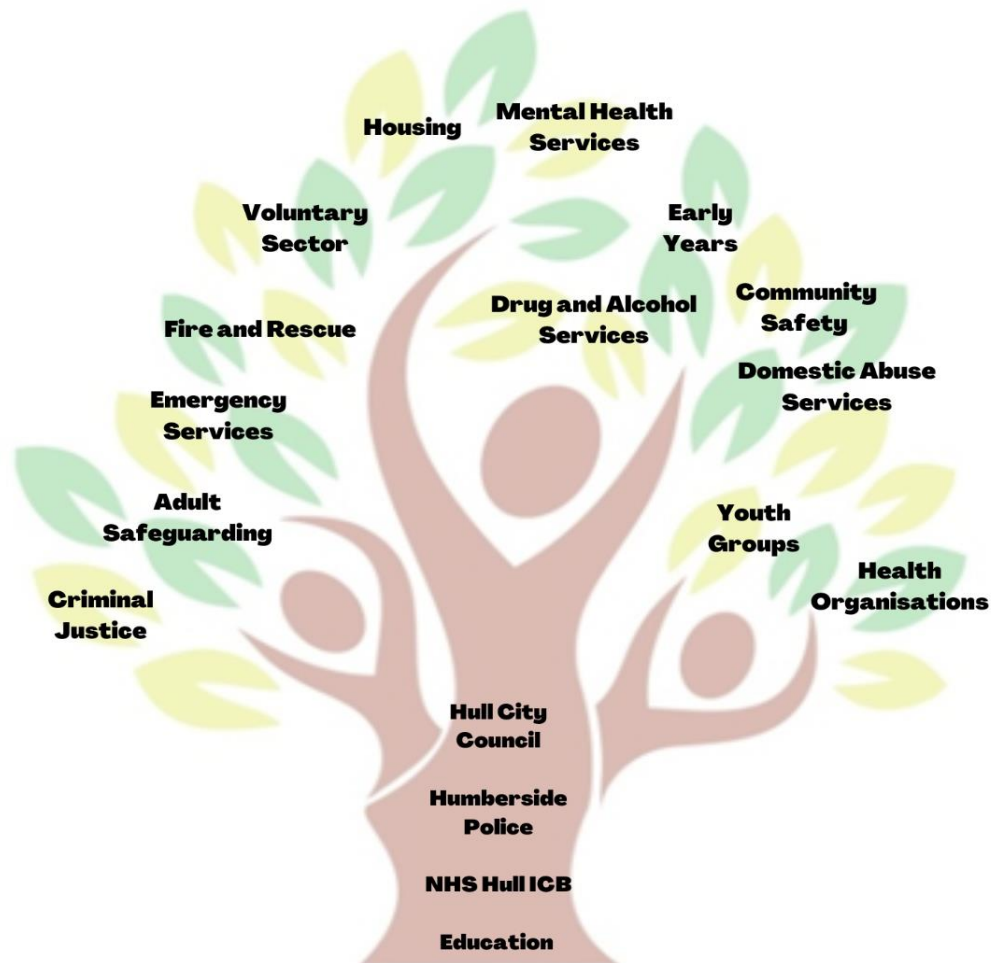 Housing
Mental Health
Services
Voluntary
Sector
Early
Years
Drug and Alcohol
Services
Community
Safety
Fire and Rescue
Domestic Abuse
Services
Emergency
Services
Adult
Safeguarding
Youth
Groups
Health
Organisations
Criminal
Justice
Hull City
Council
Humberside
Police
NHS Hull ICB
Education